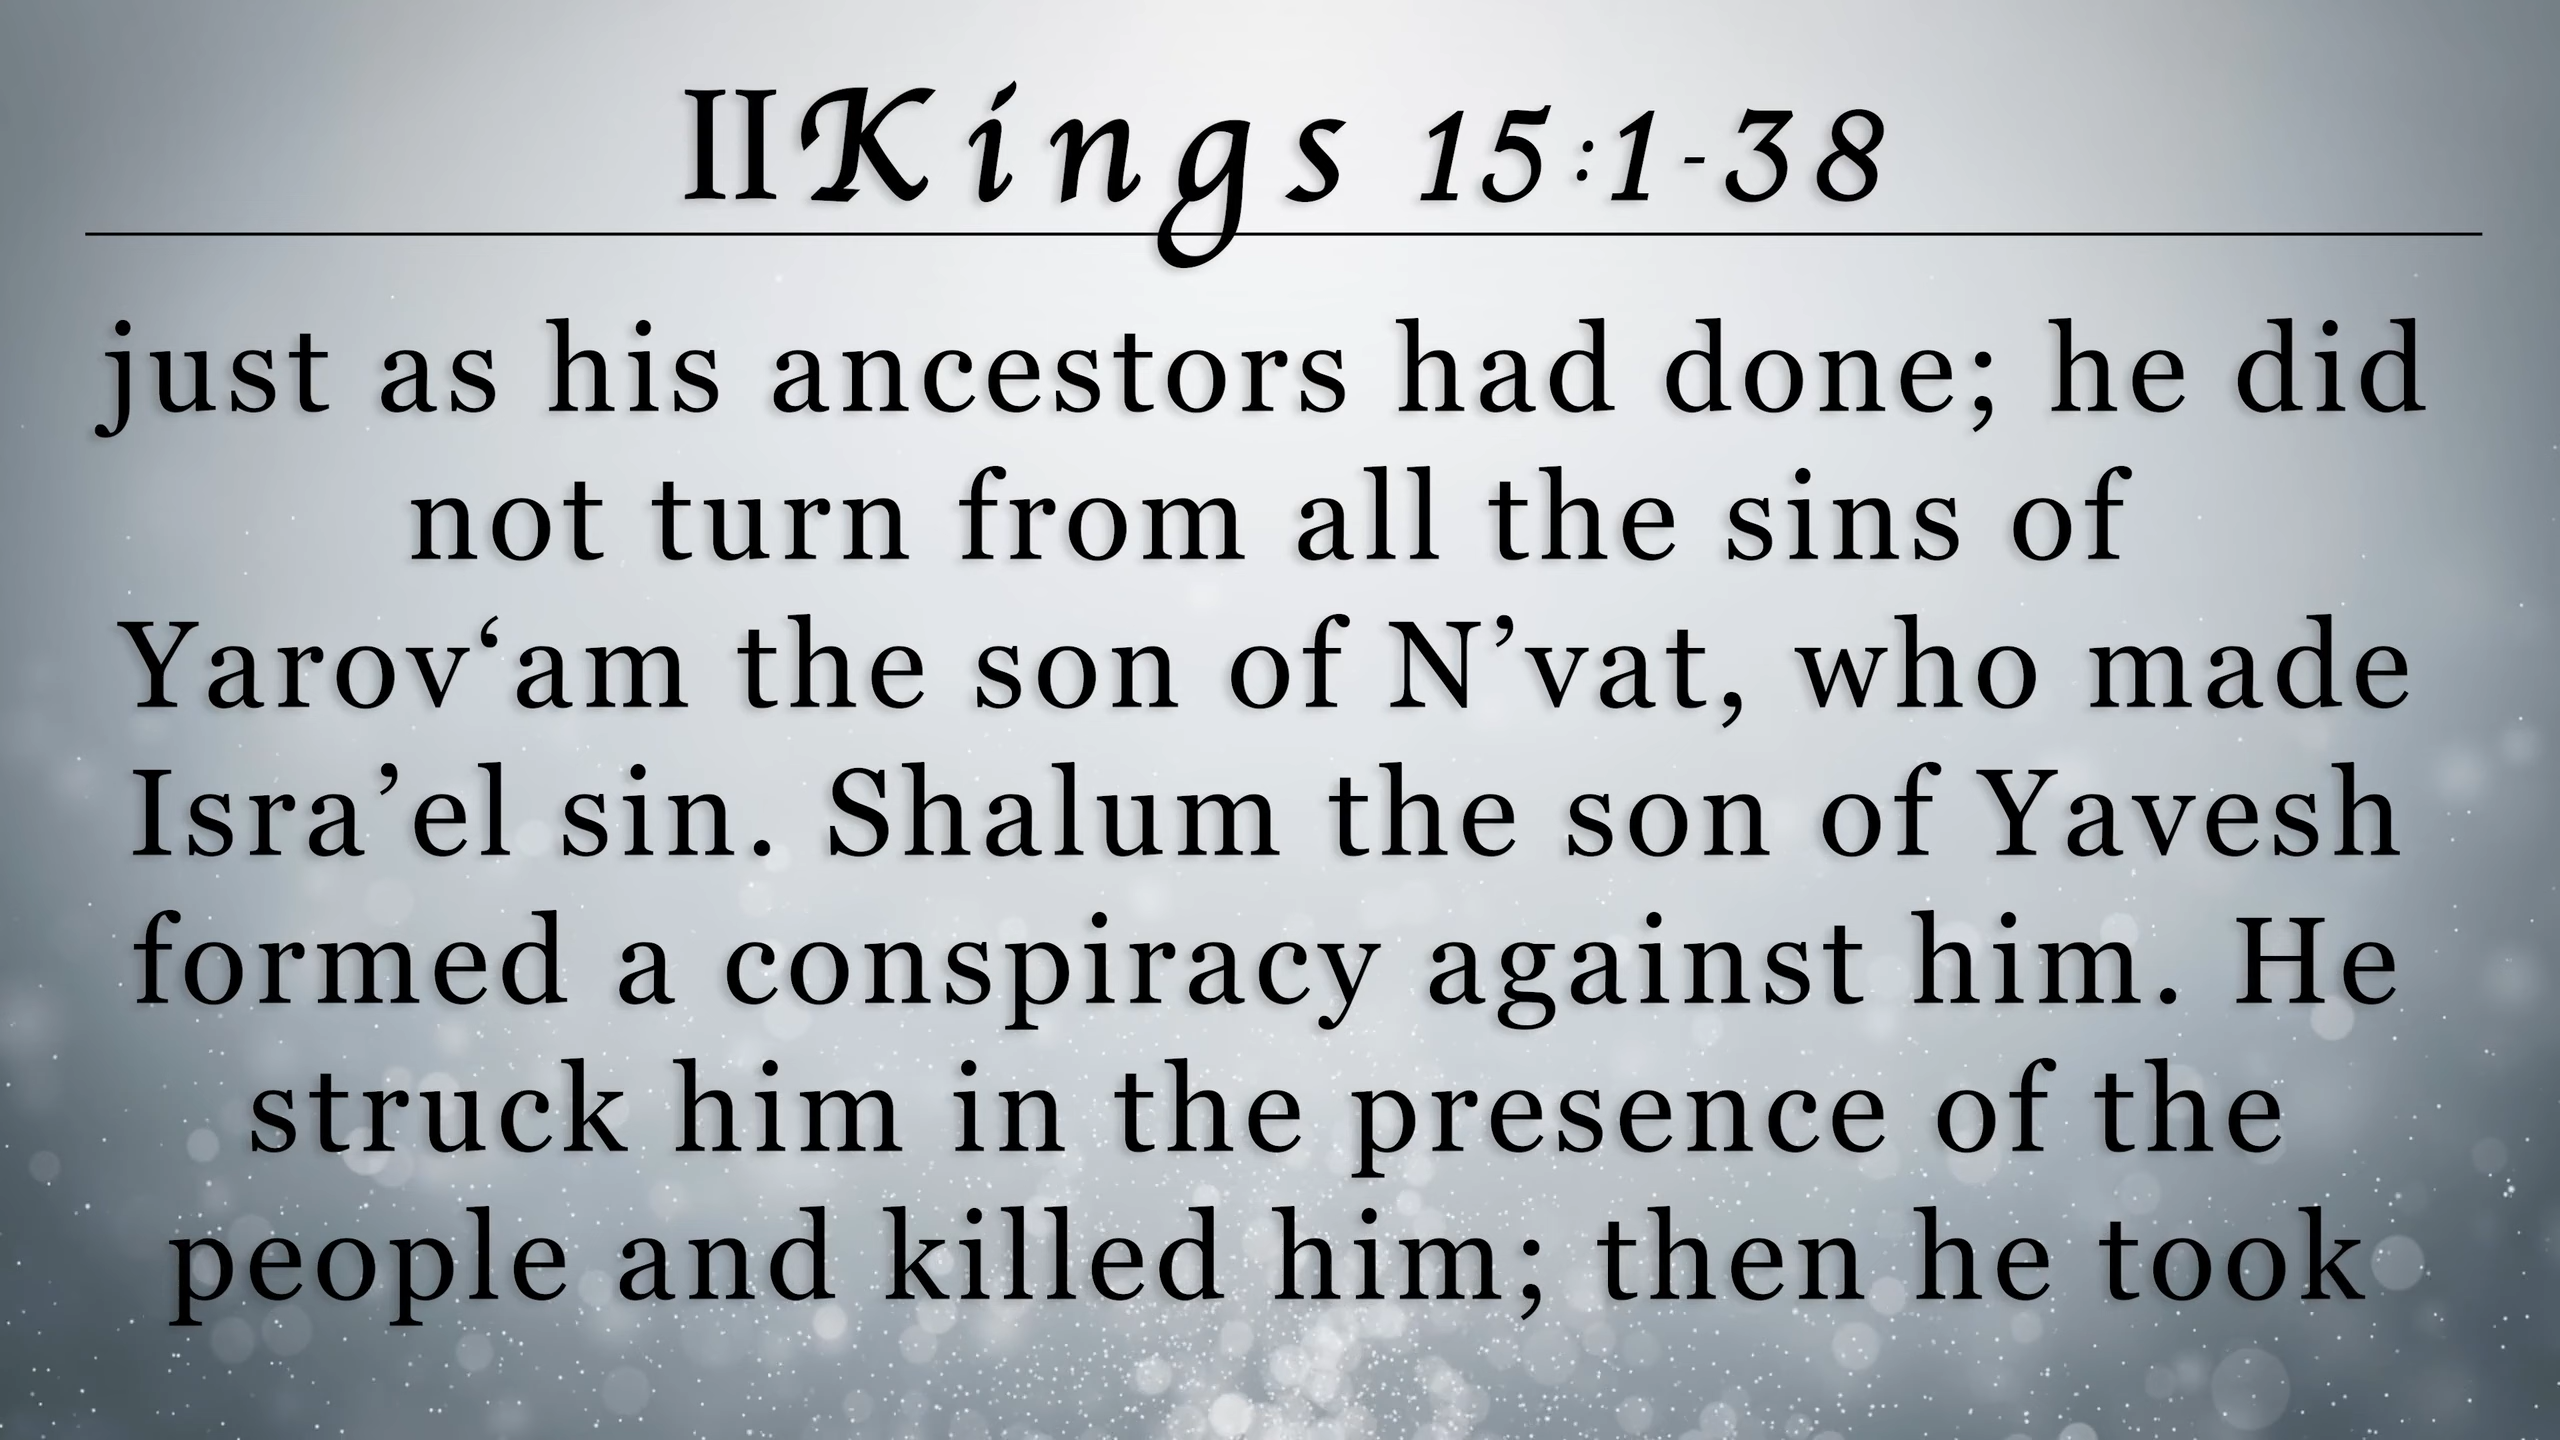 II Kings 15:1-38
just as his ancestors had done; he did
not turn from all the sins of
Yarov‘am the son of N’vat, who made
Isra’el sin. Shalum the son of Yavesh
formed a conspiracy against him. He
struck him in the presence of the
people and killed him; then he took